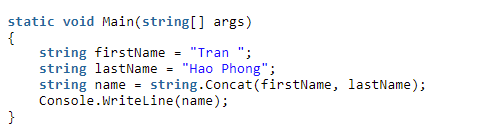 static void Main(string[] args)
{
    string firstName = "Tran ";
    string lastName = "Hao Phong";
    string name = string.Concat(firstName, lastName);
    Console.WriteLine(name);
}